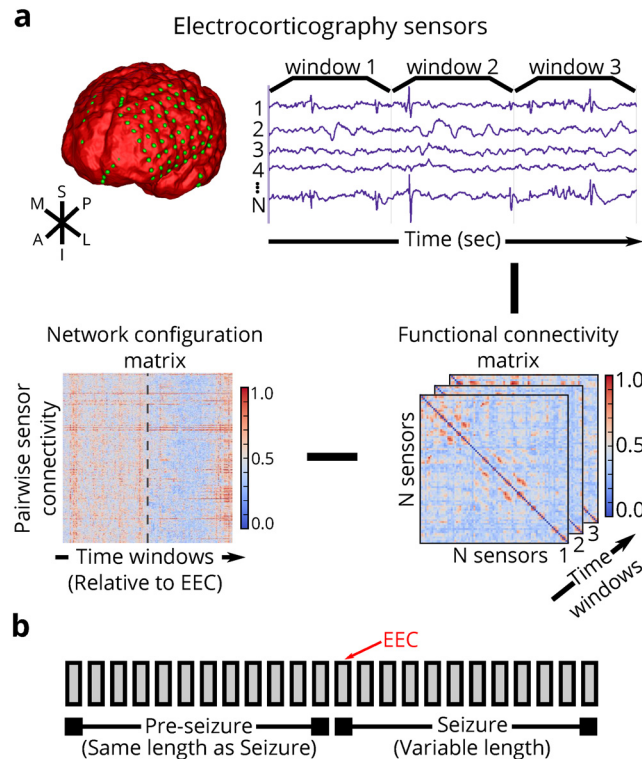 a
Electrocorticography sensors
window 1 window 2 window 3
1
2
3
4
N
S
M P
A L
I
Time (sec)
Network configuration
matrix
Pairwise sensor
connectivity
1.0
0.5
0.0
Time windows
(Relative to EEC)
Functional connectivity
matrix
N sensors
1.0
0.5
0.0
N sensors
1 2 3
Time
windows
b
EEC
Pre-seizure
(Same length as Seizure)
Seizure
(Variable length)